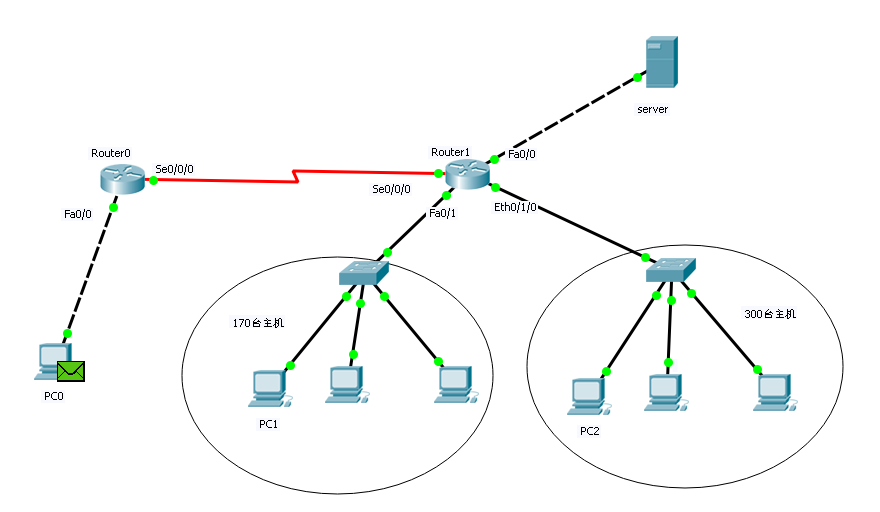 server
Router1
Fa0/0
Router0
Se0/0/0
Se0/0/0
Fa0/0
Fa0/1
Eth0/1/0
170台主机
300台主机
PC0
PC1
PC2